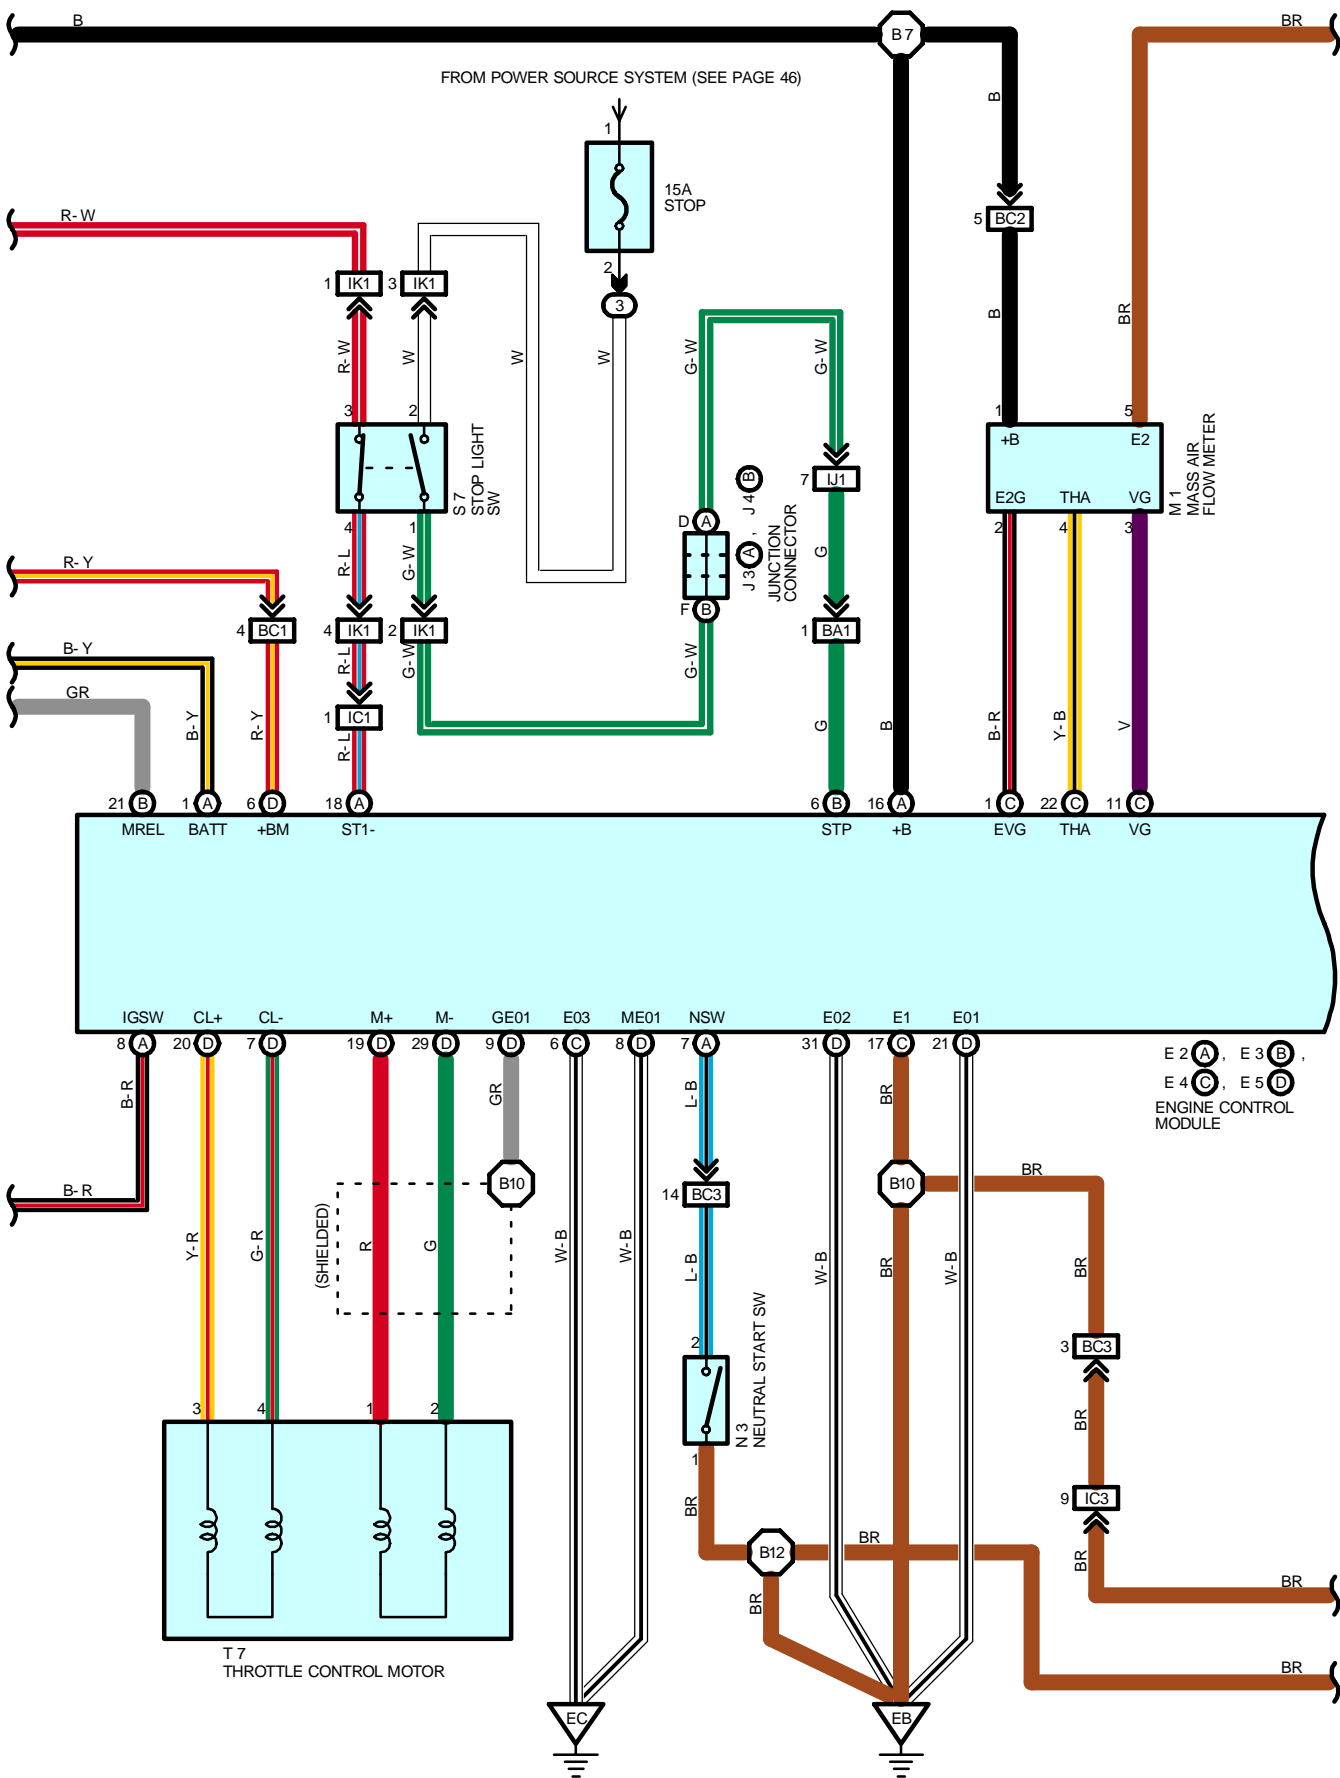 B
B 7
BR
FROM POWER SOURCE SYSTEM (SEE PAGE 46)
1
15A
STOP
2
3
B
5 BC2
R- W
1 IK1
3 IK1
R- W
W
W
W
G- W
G- W
B
BR
3
2
S 7
STOP LIGHT
SW
4
1
R- L
G- W
7 IJ1
D A
F B
J 3 A , J 4 B
JUNCTION
CONNECTOR
G
1
5
+B
E2
E2G
THA
VG
M 1
MASS AIR
FLOW METER
2
4
3
R- Y
4 BC1
4 IK1
2 IK1
1 BA1
B- Y
GR
R- L
G- W
G- W
1 IC1
B- Y
R- Y
R- L
G
B
B- R
Y- B
V
21 B
1 A
6 D
18 A
6 B
16 A
1 C
22 C
11 C
MREL
BATT
+BM
ST1-
STP
+B
EVG
THA
VG
IGSW
CL+
CL-
M+
M-
GE01
E03
ME01
NSW
E02
E1
E01
8 A
20 D
7 D
19 D
29 D
9 D
6 C
8 D
7 A
31 D
17 C
21 D
E 2 A , E 3 B ,
E 4 C , E 5 D
ENGINE CONTROL
MODULE
B- R
GR
L- B
BR
B- R
B10
14 BC3
B10
BR
(SHIELDED)
Y- R
G- R
R
G
W- B
W- B
L- B
W- B
BR
W- B
BR
2
N 3
NEUTRAL START SW
1
3 BC3
BR
3
4
1
2
BR
9 IC3
B12
BR
BR
BR
BR
T 7
THROTTLE CONTROL MOTOR
BR
EC
EB